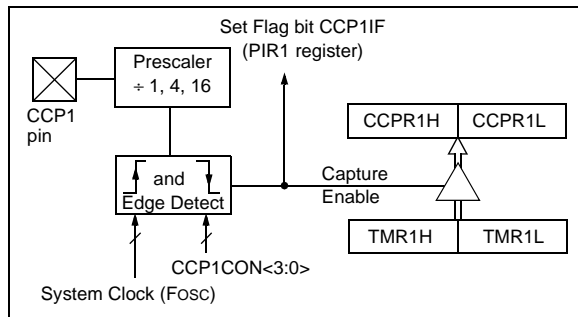 Set Flag bit CCP1IF
(PIR1 register)
Prescaler
÷ 1, 4, 16
CCP1
pin
CCPR1H
CCPR1L
and
Edge Detect
Capture
Enable
TMR1H
TMR1L
CCP1CON<3:0>
System Clock (FOSC)